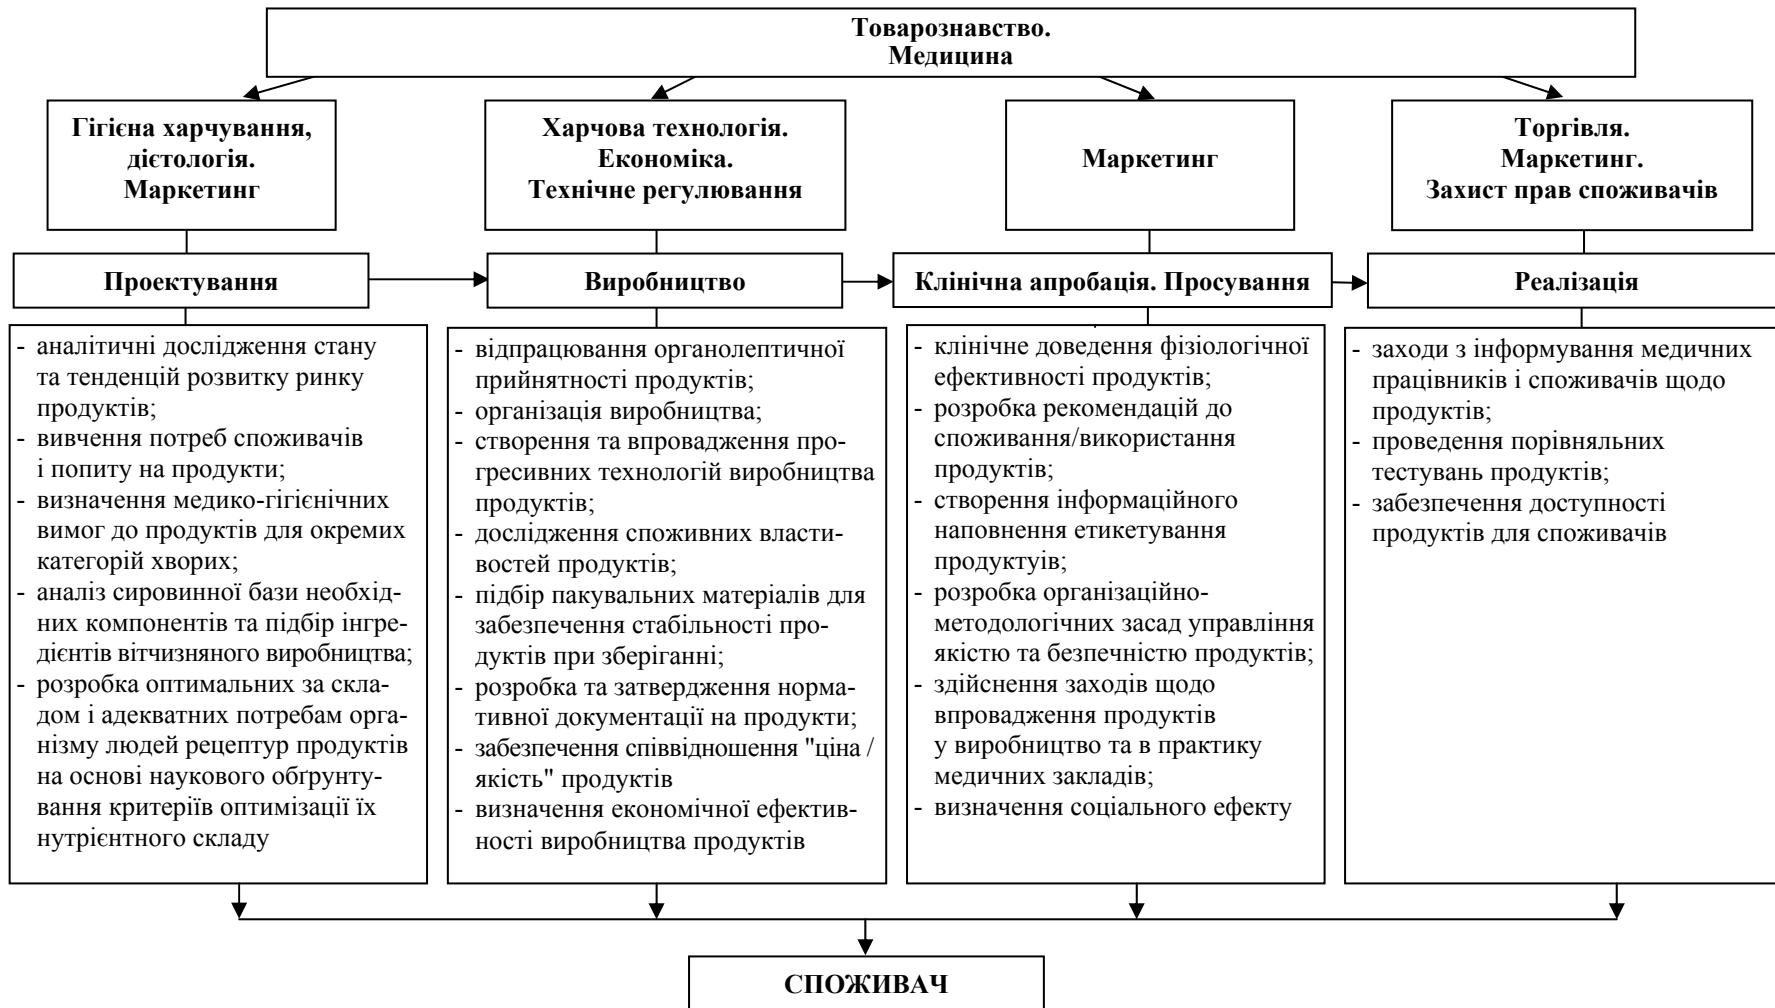 Товарознавство.
Медицина
Гігієна харчування,
дієтологія.
Маркетинг
Харчова технологія.
Економіка.
Технічне регулювання
Маркетинг
Торгівля.
Маркетинг.
Захист прав споживачів
Проектування
Виробництво
Клінічна апробація. Просування
Реалізація
- аналітичні дослідження стану
та тенденцій розвитку ринку
продуктів;
- вивчення потреб споживачів
і попиту на продукти;
- визначення медико-гігієнічних
вимог до продуктів для окремих
категорій хворих;
- аналіз сировинної бази необхід-
них компонентів та підбір інгре-
дієнтів вітчизняного виробництва;
- розробка оптимальних за скла-
дом і адекватних потребам орга-
нізму людей рецептур продуктів
на основі наукового обґрунту-
вання критеріїв оптимізації їх
нутрієнтного складу
- відпрацювання органолептичної
прийнятності продуктів;
- організація виробництва;
- створення та впровадження про-
гресивних технологій виробництва
продуктів;
- дослідження споживних власти-
востей продуктів;
- підбір пакувальних матеріалів для
забезпечення стабільності про-
дуктів при зберіганні;
- розробка та затвердження норма-
тивної документації на продукти;
- забезпечення співвідношення "ціна /
якість" продуктів
- визначення економічної ефектив-
ності виробництва продуктів
- клінічне доведення фізіологічної
ефективності продуктів;
- розробка рекомендацій до
споживання/використання
продуктів;
- створення інформаційного
наповнення етикетування
продуктуів;
- розробка організаційно-
методологічних засад управління
якістю та безпечністю продуктів;
- здійснення заходів щодо
впровадження продуктів
у виробництво та в практику
медичних закладів;
- визначення соціального ефекту
- заходи з інформування медичних
працівників і споживачів щодо
продуктів;
- проведення порівняльних
тестувань продуктів;
- забезпечення доступності
продуктів для споживачів
СПОЖИВАЧ